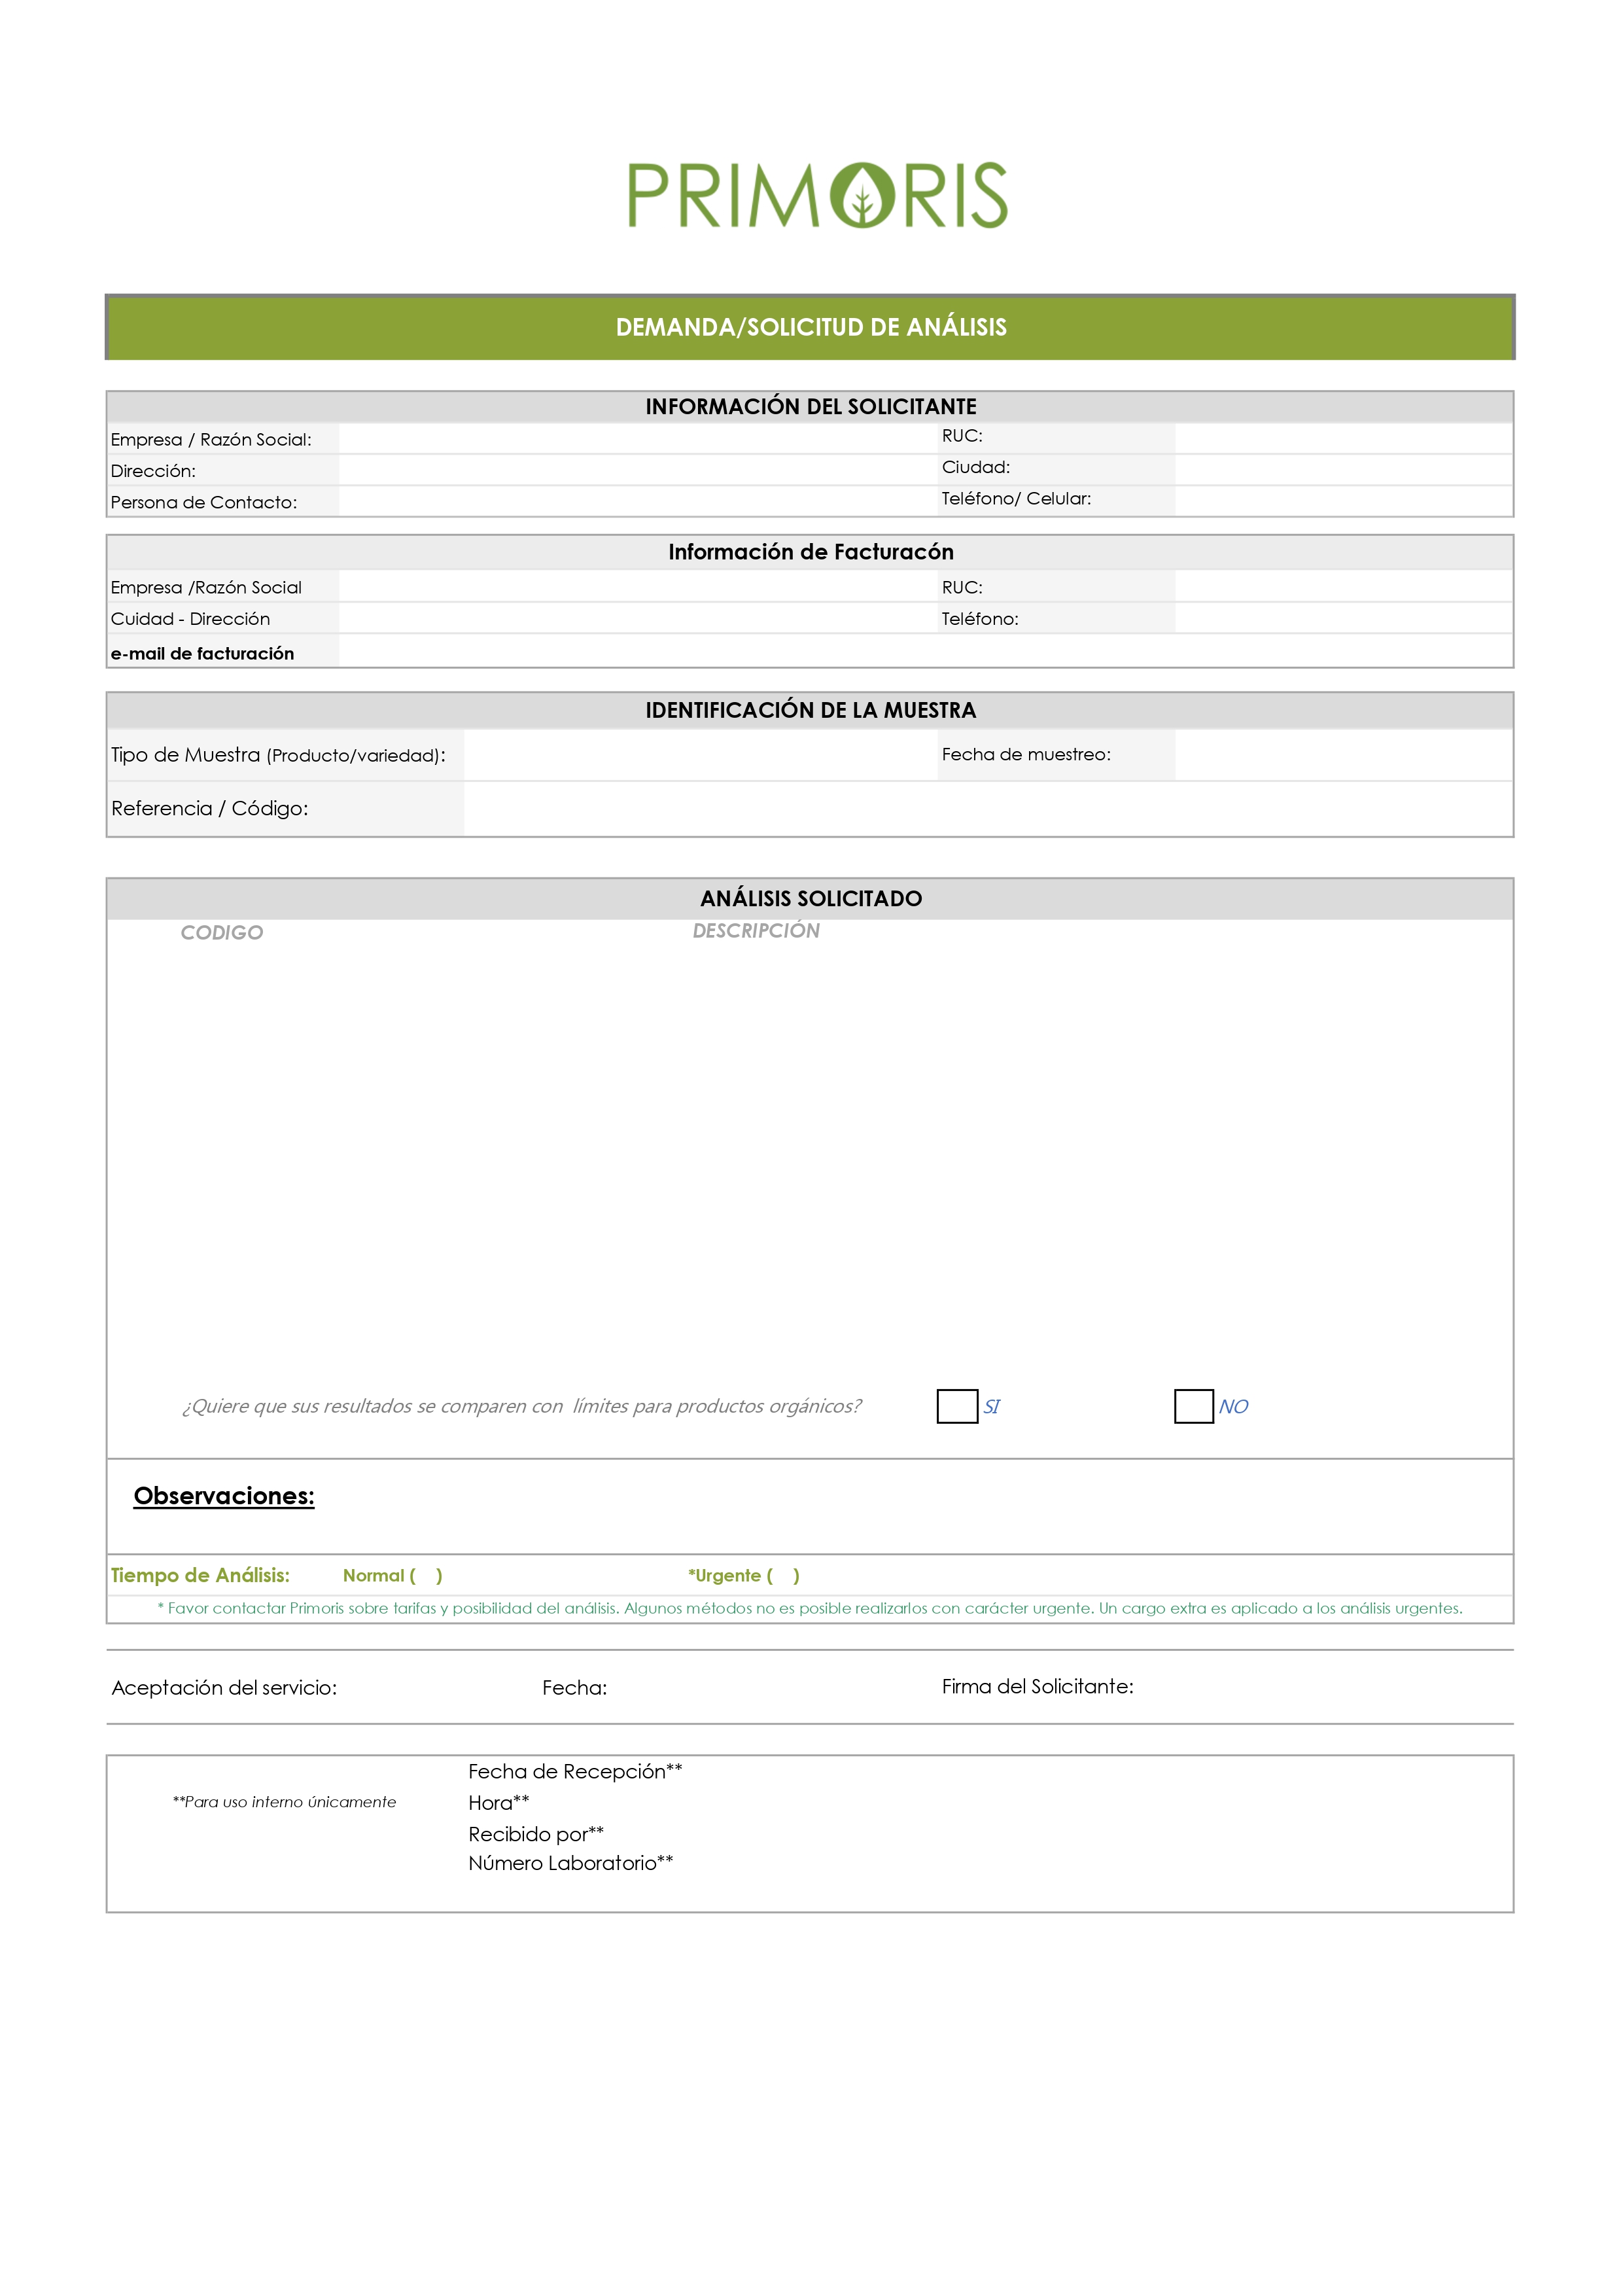 PRIMORIS
DEMANDA/SOLICITUD DE ANÁLISIS
INFORMACIÓN DEL SOLICITANTE
Empresa / Razón Social: RUC:
Dirección: Ciudad:
Persona de Contacto: Teléfono/ Celular:
Información de Facturacón
Empresa /Razón Social RUC:
Cuidad - Dirección Teléfono:
e-mail de facturación
IDENTIFICACIÓN DE LA MUESTRA
Tipo de Muestra (Producto/variedad): Fecha de muestreo:
Referencia / Código:
ANÁLISIS SOLICITADO
CODIGO DESCRIPCIÓN
¿Quiere que sus resultados se comparen con límites para productos orgánicos? SI NO
Observaciones:
Tiempo de Análisis: Normal ( ) *Urgente ( )
* Favor contactar Primoris sobre tarifas y posibilidad del análisis. Algunos métodos no es posible realizarlos con carácter urgente. Un cargo extra es aplicado a los análisis urgentes.
Aceptación del servicio: Fecha: Firma del Solicitante:
Fecha de Recepción**
**Para uso interno únicamente Hora**
Recibido por**
Número Laboratorio**